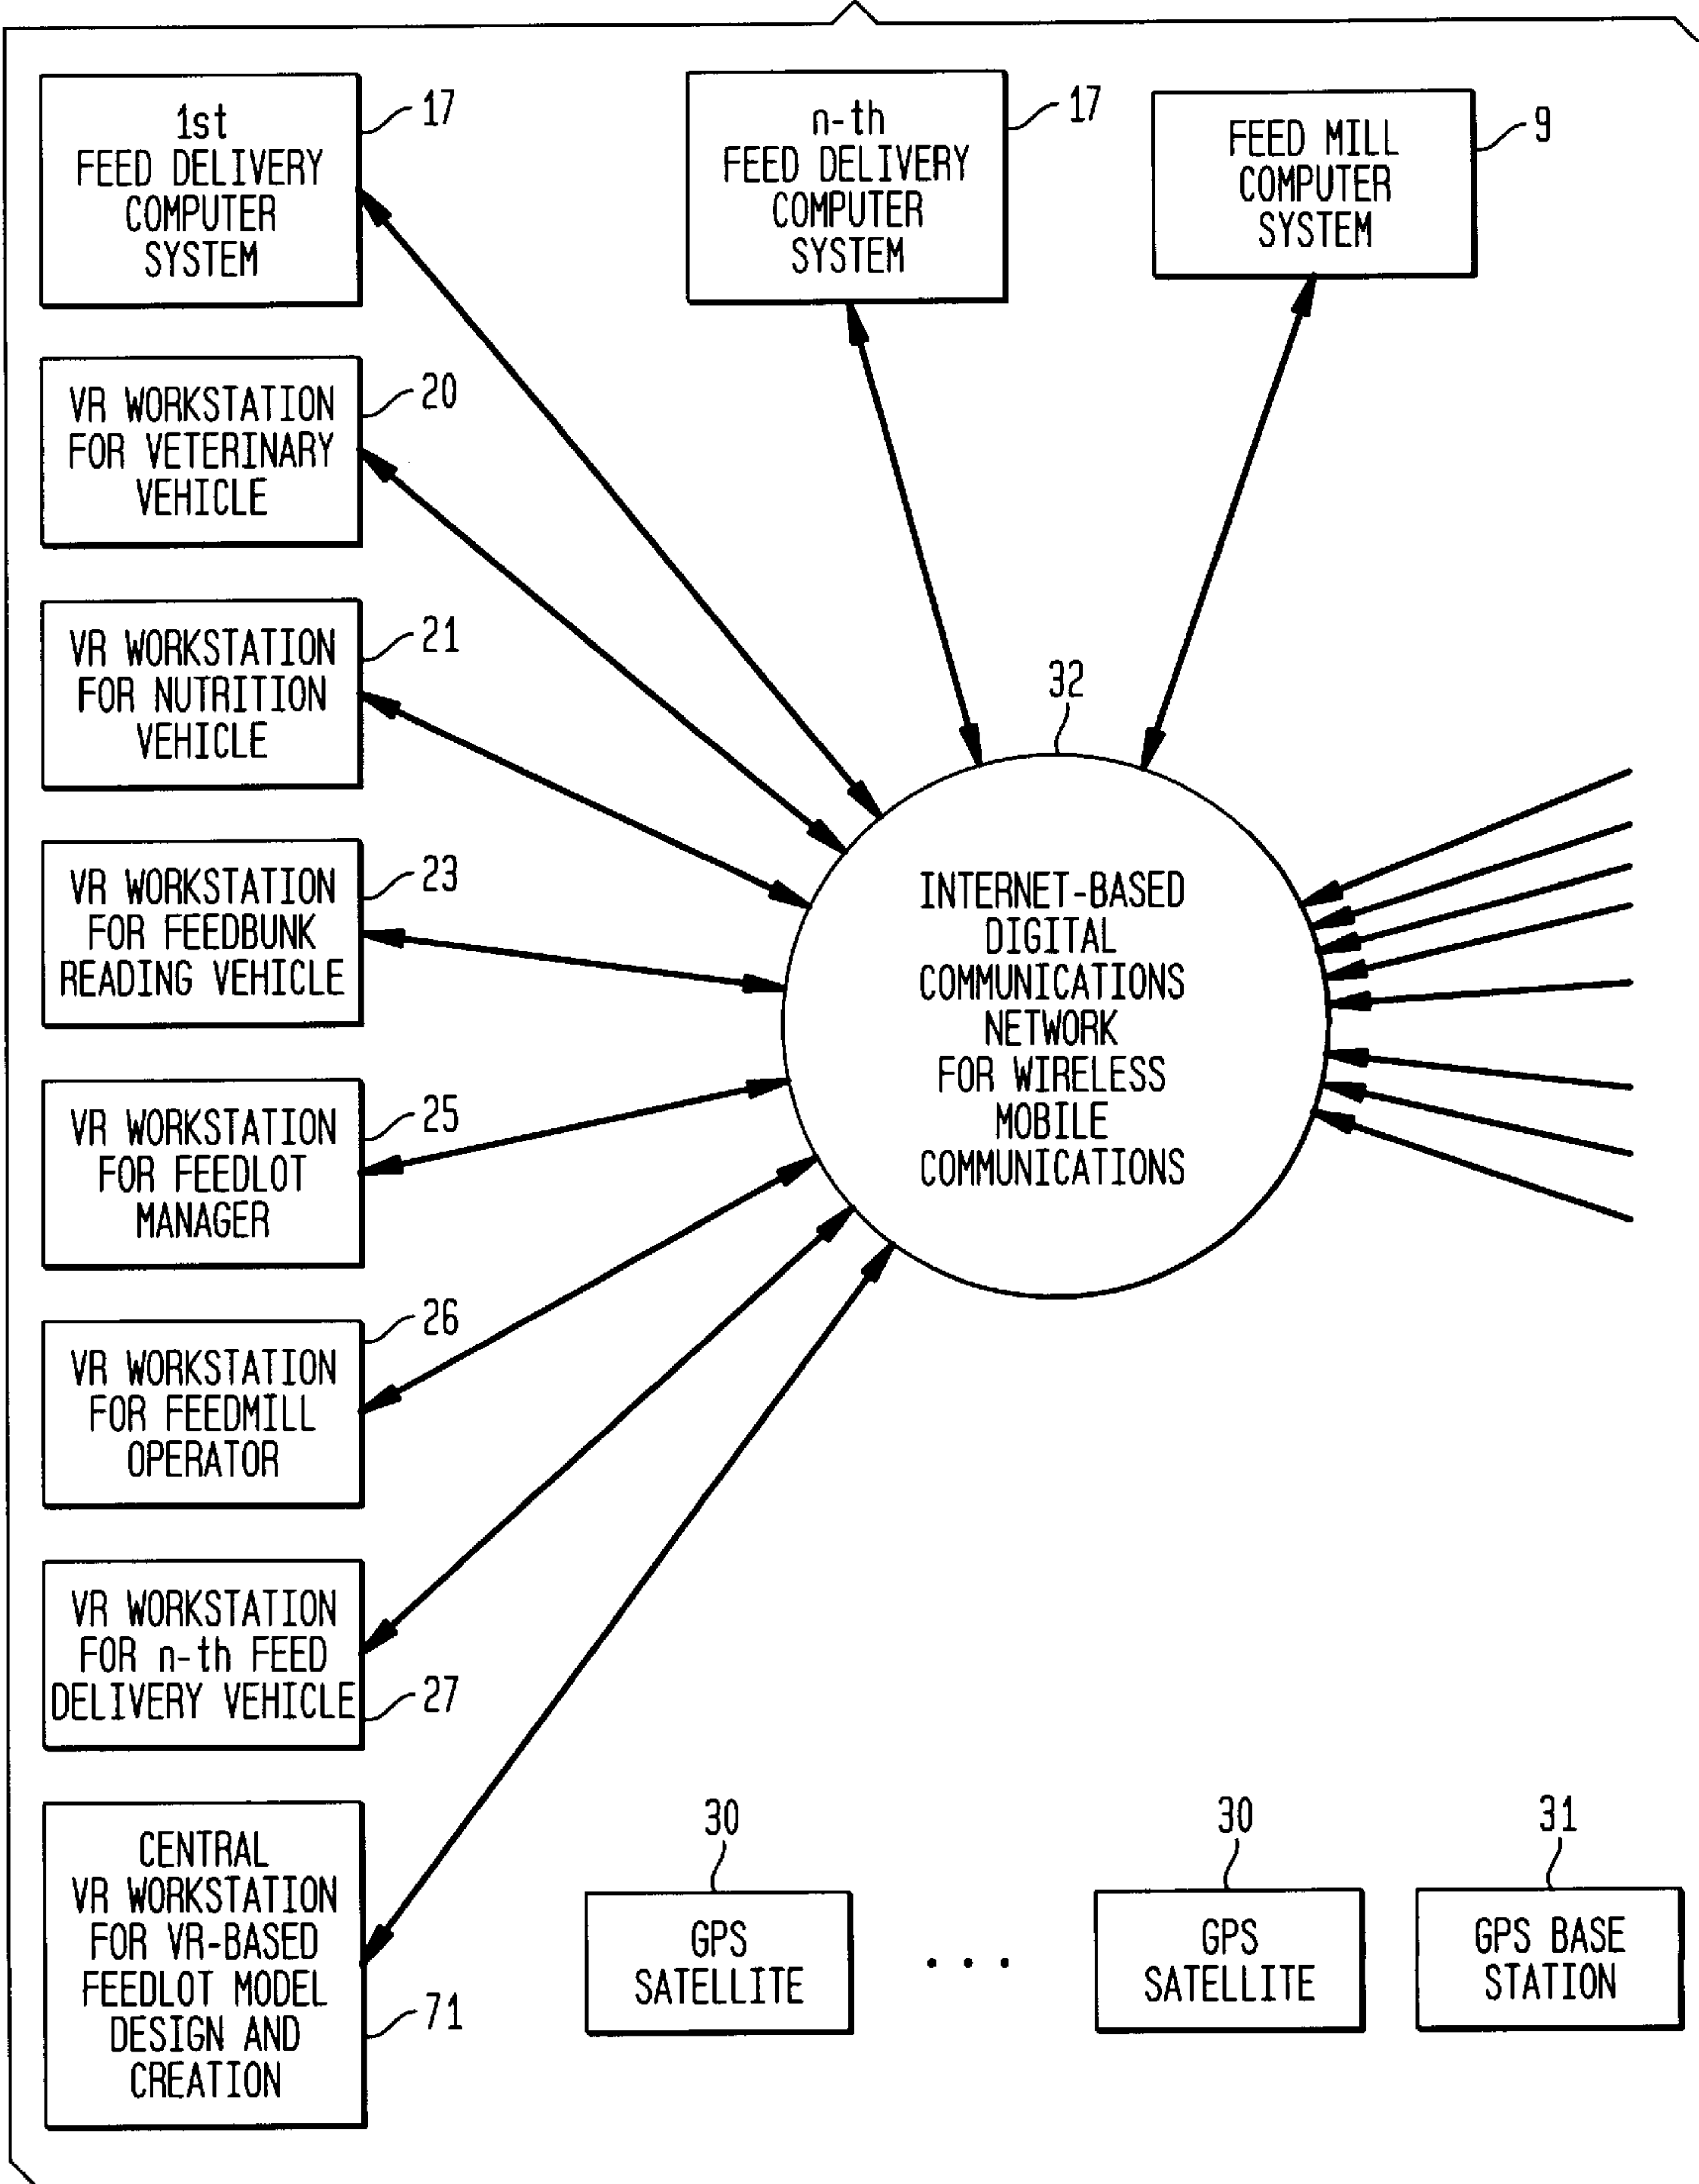 1st
FEED DELIVERY
COMPUTER
SYSTEM
17
n-th
FEED DELIVERY
COMPUTER
SYSTEM
17
FEED MILL
COMPUTER
SYSTEM
9
VR WORKSTATION
FOR VETERINARY
VEHICLE
20
VR WORKSTATION
FOR NUTRITION
VEHICLE
21
VR WORKSTATION
FOR FEEDBUNK
READING VEHICLE
23
VR WORKSTATION
FOR FEEDLOT
MANAGER
25
VR WORKSTATION
FOR FEEDMILL
OPERATOR
26
VR WORKSTATION
FOR n-th FEED
DELIVERY VEHICLE
27
CENTRAL
VR WORKSTATION
FOR VR-BASED
FEEDLOT MODEL
DESIGN AND
CREATION
71
32
INTERNET-BASED
DIGITAL
COMMUNICATIONS
NETWORK
FOR WIRELESS
MOBILE
COMMUNICATIONS
30
GPS
SATELLITE
. . .
30
GPS
SATELLITE
31
GPS BASE
STATION